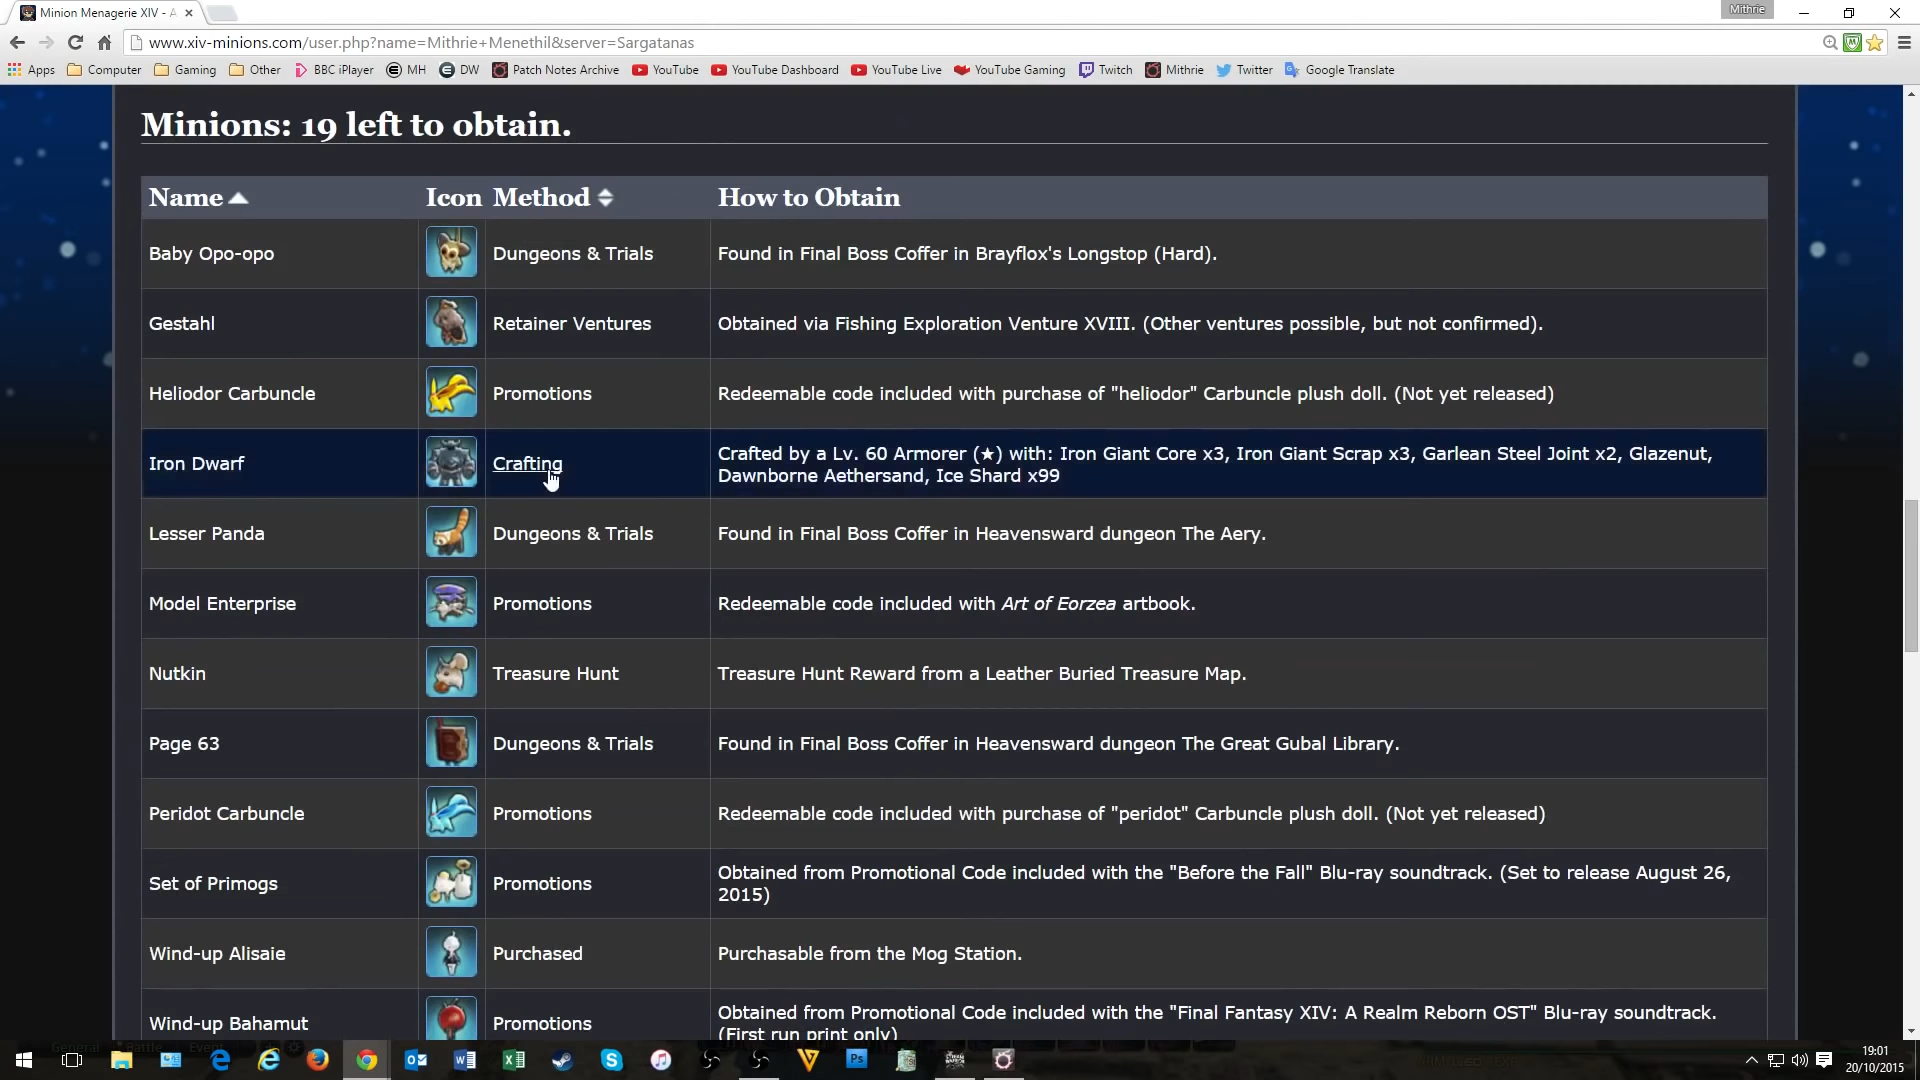 Minion Menagerie XIV - A
Mithrie
www.xiv-minions.com/user.php?name=Mithrie+Menethil&server=Sargatanas
Apps Computer Gaming Other BBC iPlayer MH DW Patch Notes Archive YouTube YouTube Dashboard YouTube Live YouTube Gaming Twitch Mithrie Twitter Google Translate
Minions: 19 left to obtain.
Name Icon Method How to Obtain
Baby Opo-opo Dungeons & Trials Found in Final Boss Coffer in Brayflox's Longstop (Hard).
Gestahl Retainer Ventures Obtained via Fishing Exploration Venture XVIII. (Other ventures possible, but not confirmed).
Heliodor Carbuncle Promotions Redeemable code included with purchase of "heliodor" Carbuncle plush doll. (Not yet released)
Iron Dwarf Crafting Crafted by a Lv. 60 Armorer (★) with: Iron Giant Core x3, Iron Giant Scrap x3, Garlean Steel Joint x2, Glazenut,
Dawnborne Aethersand, Ice Shard x99
Lesser Panda Dungeons & Trials Found in Final Boss Coffer in Heavensward dungeon The Aery.
Model Enterprise Promotions Redeemable code included with Art of Eorzea artbook.
Nutkin Treasure Hunt Treasure Hunt Reward from a Leather Buried Treasure Map.
Page 63 Dungeons & Trials Found in Final Boss Coffer in Heavensward dungeon The Great Gubal Library.
Peridot Carbuncle Promotions Redeemable code included with purchase of "peridot" Carbuncle plush doll. (Not yet released)
Set of Primogs Promotions Obtained from Promotional Code included with the "Before the Fall" Blu-ray soundtrack. (Set to release August 26,
2015)
Wind-up Alisaie Purchased Purchasable from the Mog Station.
Wind-up Bahamut Promotions Obtained from Promotional Code included with the "Final Fantasy XIV: A Realm Reborn OST" Blu-ray soundtrack.
(First run print only)
19:01
20/10/2015